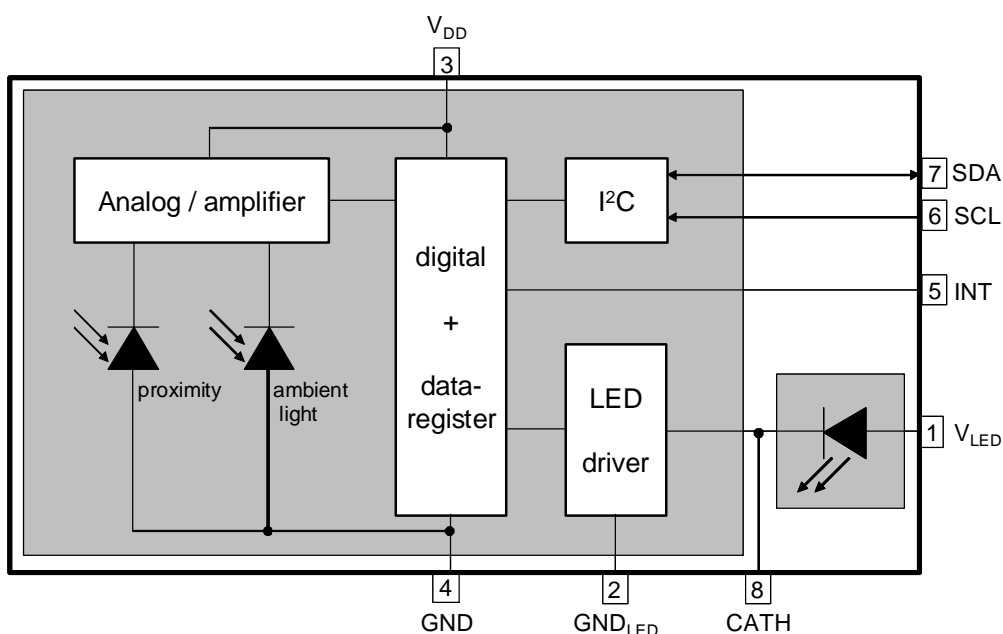 V_DD
3
Analog / amplifier
I²C
7 SDA
6 SCL
digital
+
data-
register
5 INT
proximity
ambient
light
LED
driver
1 V_LED
4
2
8
GND
GND_LED
CATH